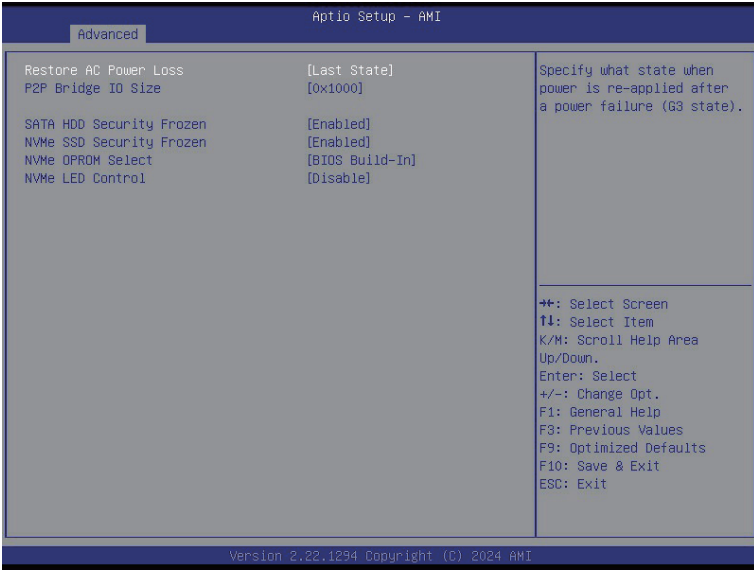 Aptio Setup – AMI
Advanced
Restore AC Power Loss [Last State]
P2P Bridge IO Size [0x1000]
SATA HDD Security Frozen [Enabled]
NVMe SSD Security Frozen [Enabled]
NVMe OPROM Select [BIOS Build-In]
NVMe LED Control [Disable]
Specify what state when
power is re-applied after
a power failure (G3 state).
→←: Select Screen
↑↓: Select Item
K/M: Scroll Help Area
Up/Down.
Enter: Select
+/-: Change Opt.
F1: General Help
F3: Previous Values
F9: Optimized Defaults
F10: Save & Exit
ESC: Exit
Version 2.22.1294 Copyright (C) 2024 AMI